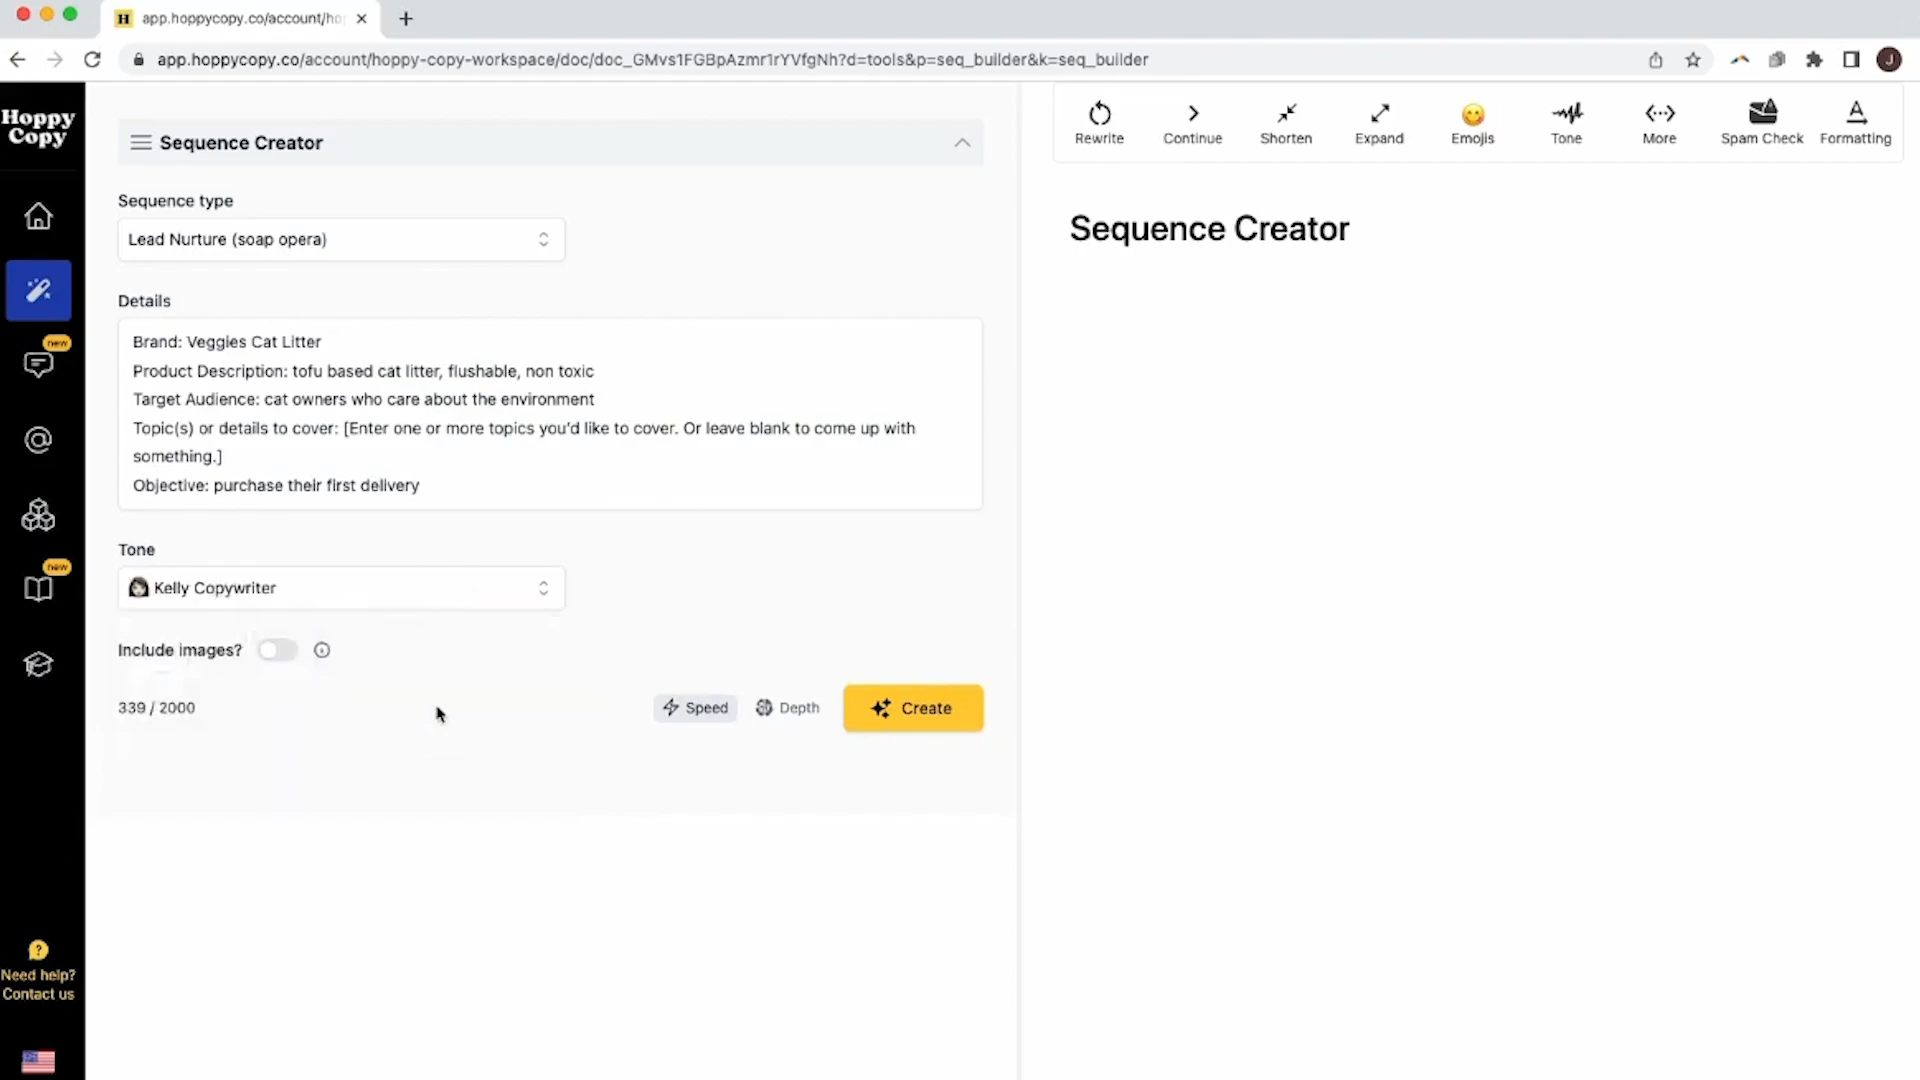 H
app.hoppycopy.co/account/ho
app.hoppycopy.co/account/hoppy-copy-workspace/doc/doc_GMvs1FGBpAzmr1rYVfgNh?d=tools&p=seq_builder&k=seq_builder
J
Hoppy
Copy
new
new
?
Need help?
Contact us
Sequence Creator
Sequence type
Lead Nurture (soap opera)
Details
Brand: Veggies Cat Litter
Product Description: tofu based cat litter, flushable, non toxic
Target Audience: cat owners who care about the environment
Topic(s) or details to cover: [Enter one or more topics you'd like to cover. Or leave blank to come up with
something.]
Objective: purchase their first delivery
Tone
Kelly Copywriter
Include images?
339 / 2000
Speed
Depth
Create
Rewrite
Continue
Shorten
Expand
Emojis
Tone
More
Spam Check
Formatting
Sequence Creator